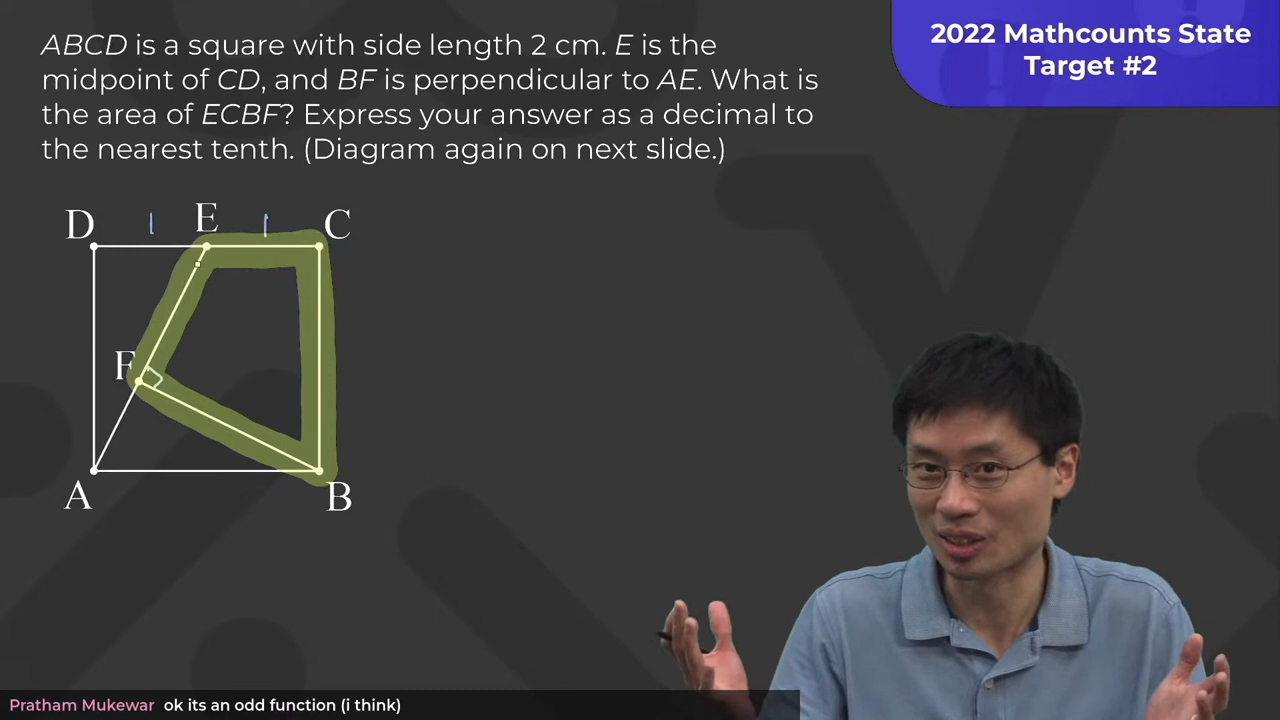 ABCD is a square with side length 2 cm. E is the
midpoint of CD, and BF is perpendicular to AE. What is
the area of ECBF? Express your answer as a decimal to
the nearest tenth. (Diagram again on next slide.)
2022 Mathcounts State
Target #2
D 1 E 1 C
F
A
B
Pratham Mukewar ok its an odd function (i think)